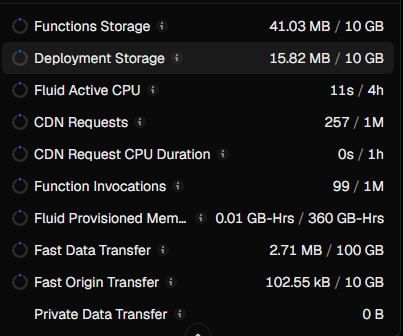 Functions Storage 41.03 MB / 10 GB
Deployment Storage 15.82 MB / 10 GB
Fluid Active CPU 11s / 4h
CDN Requests 257 / 1M
CDN Request CPU Duration 0s / 1h
Function Invocations 99 / 1M
Fluid Provisioned Mem... 0.01 GB-Hrs / 360 GB-Hrs
Fast Data Transfer 2.71 MB / 100 GB
Fast Origin Transfer 102.55 kB / 10 GB
Private Data Transfer 0 B